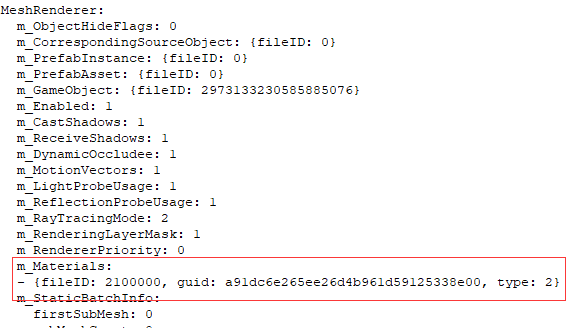 MeshRenderer:
m_ObjectHideFlags: 0
m_CorrespondingSourceObject: {fileID: 0}
m_PrefabInstance: {fileID: 0}
m_PrefabAsset: {fileID: 0}
m_GameObject: {fileID: 2973133230585885076}
m_Enabled: 1
m_CastShadows: 1
m_ReceiveShadows: 1
m_DynamicOccludee: 1
m_MotionVectors: 1
m_LightProbeUsage: 1
m_ReflectionProbeUsage: 1
m_RayTracingMode: 2
m_RenderingLayerMask: 1
m_RendererPriority: 0
m_Materials:
- {fileID: 2100000, guid: a91dc6e265ee26d4b961d59125338e00, type: 2}
m_StaticBatchInfo:
firstSubMesh: 0